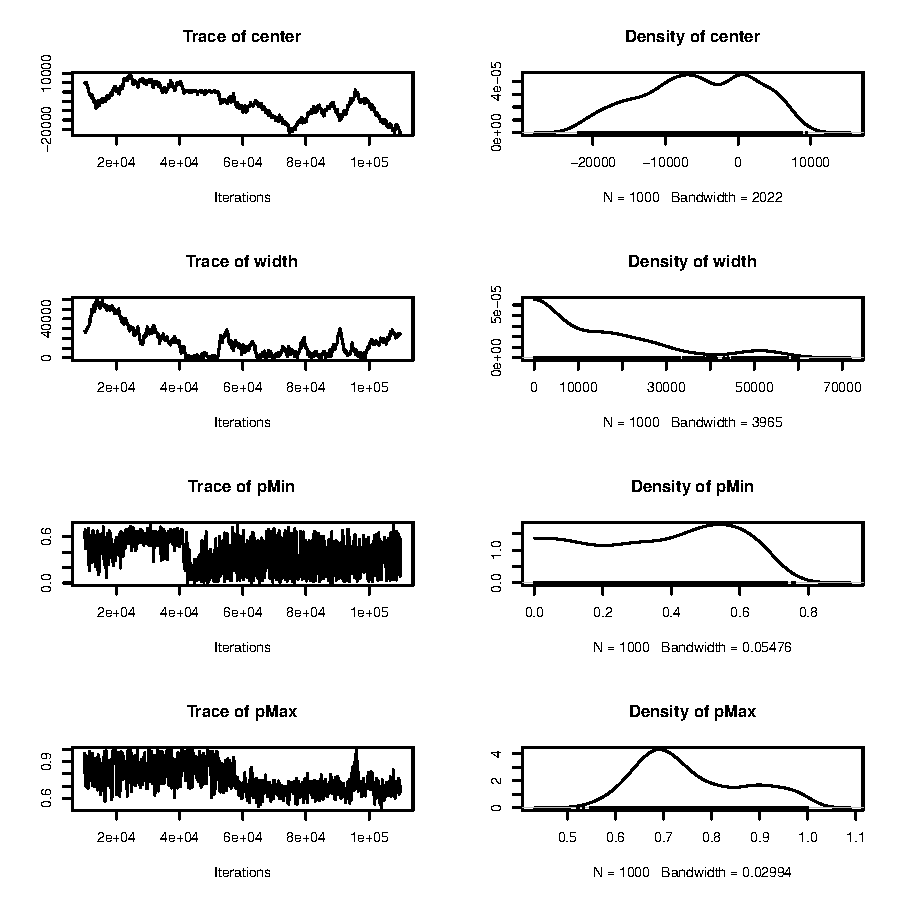 Trace of center
10000
−20000
2e+04 4e+04 6e+04 8e+04 1e+05
Iterations
Density of center
4e−05
0e+00
−20000 −10000 0 10000
N = 1000 Bandwidth = 2022
Trace of width
40000
0
2e+04 4e+04 6e+04 8e+04 1e+05
Iterations
Density of width
5e−05
0e+00
0 10000 30000 50000 70000
N = 1000 Bandwidth = 3965
Trace of pMin
0.6
0.0
2e+04 4e+04 6e+04 8e+04 1e+05
Iterations
Density of pMin
1.0
0.0
0.0 0.2 0.4 0.6 0.8
N = 1000 Bandwidth = 0.05476
Trace of pMax
0.9
0.6
2e+04 4e+04 6e+04 8e+04 1e+05
Iterations
Density of pMax
4
2
0
0.5 0.6 0.7 0.8 0.9 1.0 1.1
N = 1000 Bandwidth = 0.02994